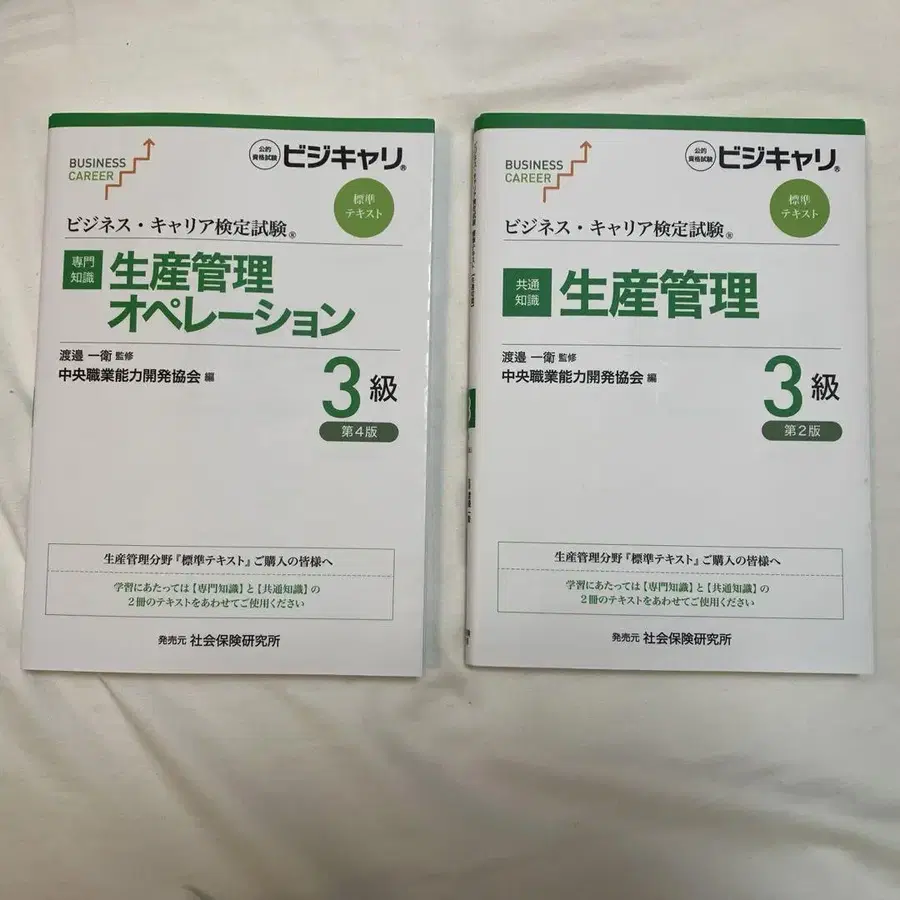 BUSINESS
CAREER
公的
資格試験
ビジキャリ®
標準
テキスト
ビジネス・キャリア検定試験®
専門
知識
生産管理
オペレーション
渡邉 一衛 監修
中央職業能力開発協会 編
3級
第4版
生産管理分野『標準テキスト』ご購入の皆様へ
学習にあたっては【専門知識】と【共通知識】の
2冊のテキストをあわせてご使用ください
発売元 社会保険研究所
BUSINESS
CAREER
公的
資格試験
ビジキャリ®
標準
テキスト
ビジネス・キャリア検定試験®
共通
知識
生産管理
渡邉 一衛 監修
中央職業能力開発協会 編
3級
第2版
生産管理分野『標準テキスト』ご購入の皆様へ
学習にあたっては【専門知識】と【共通知識】の
2冊のテキストをあわせてご使用ください
発売元 社会保険研究所